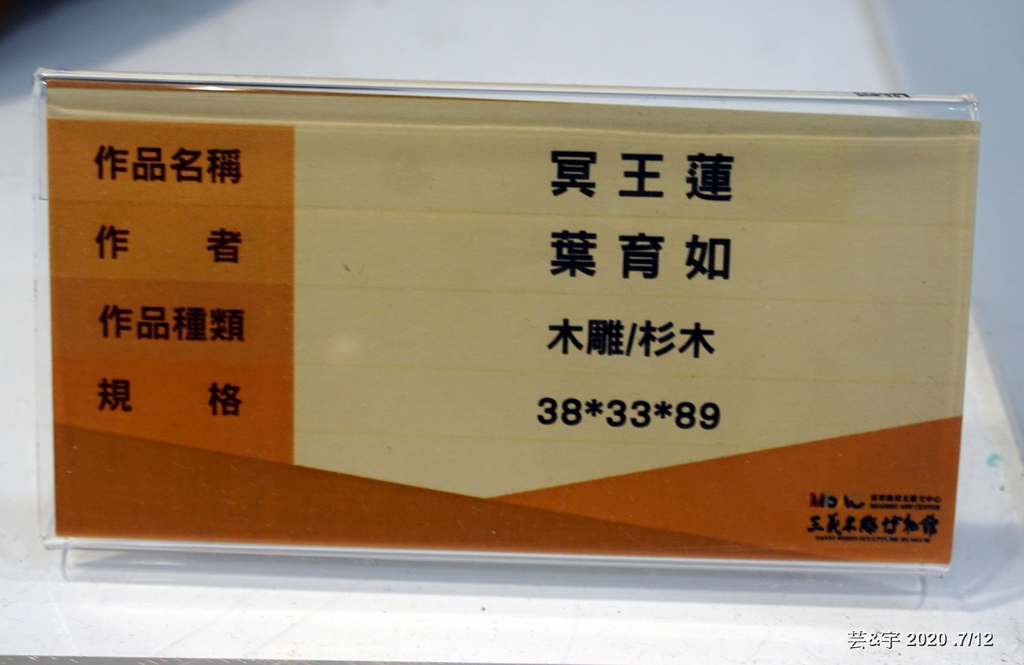 作品名稱 冥王蓮
作者 葉育如
作品種類 木雕/杉木
規格 38*33*89
三義木雕博物館
芸&宇 2020 .7/12